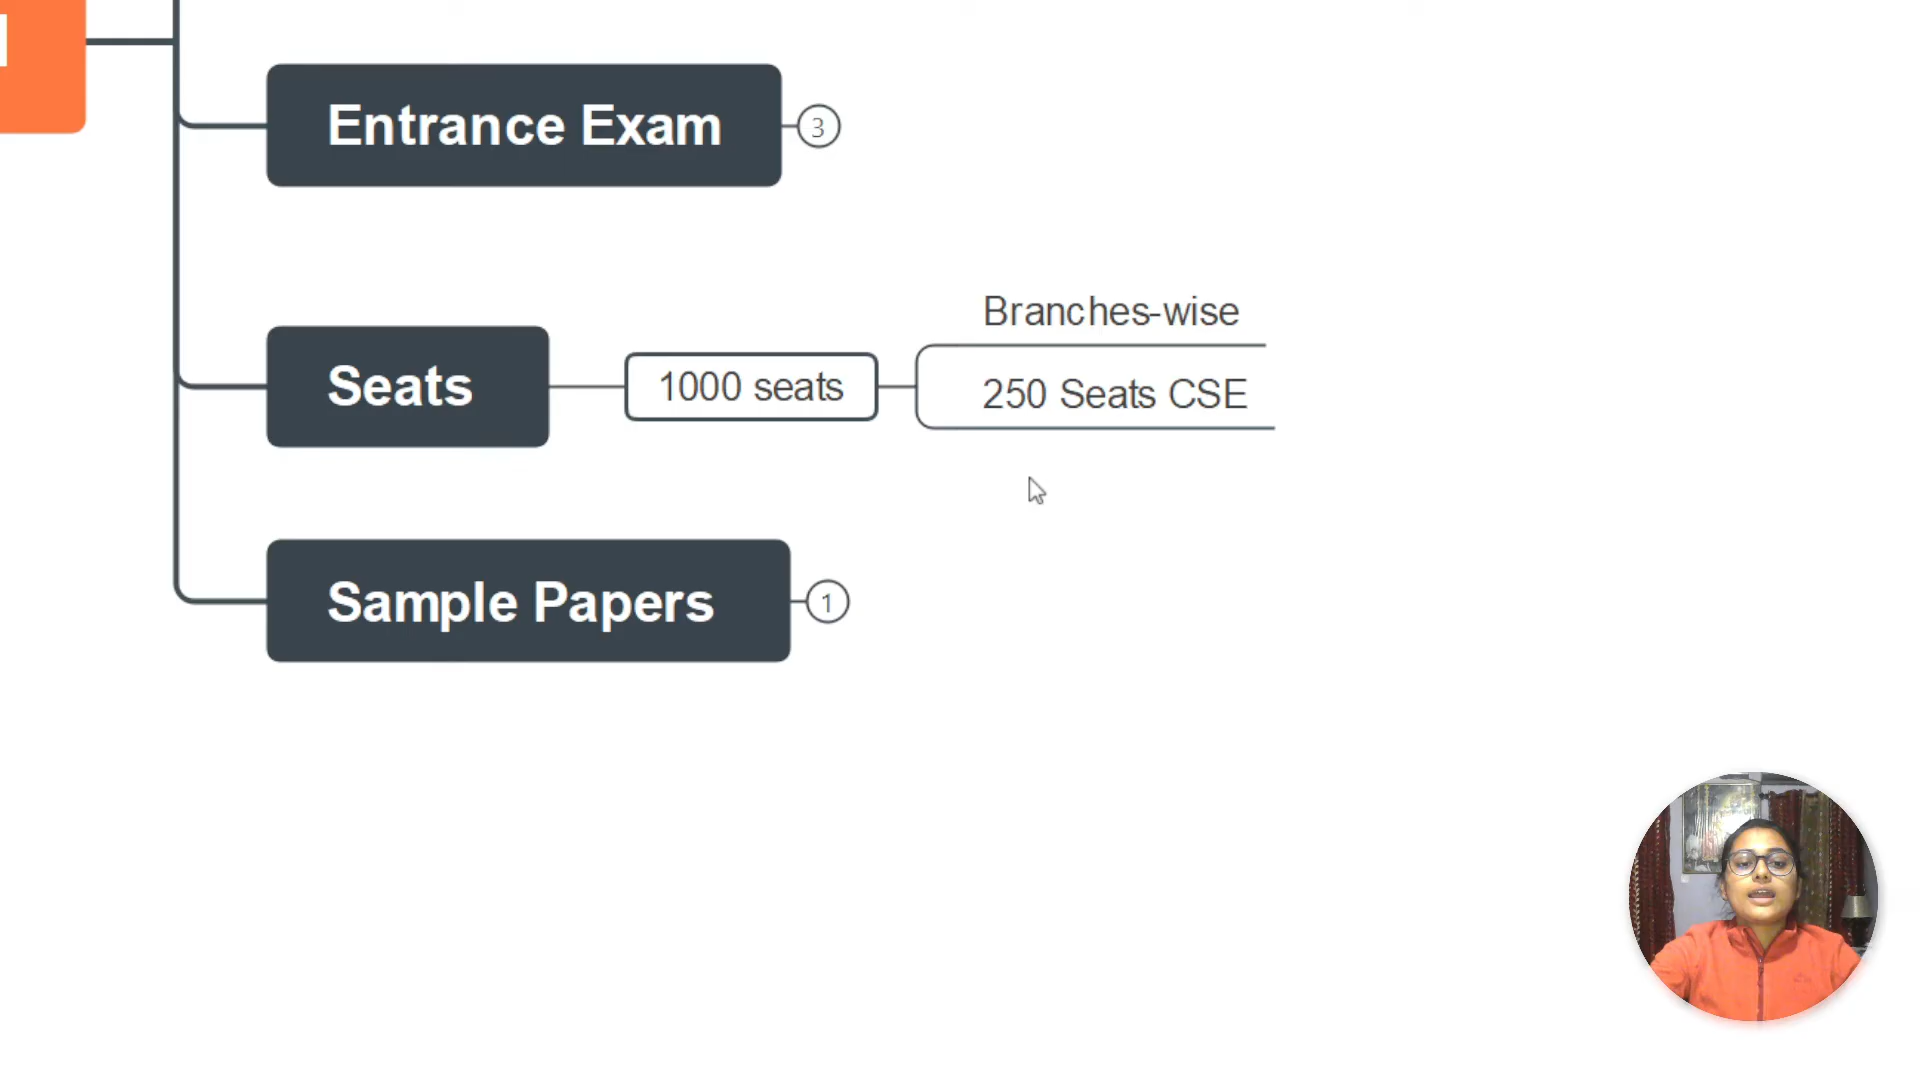 Entrance Exam
3
Branches-wise
Seats
1000 seats
250 Seats CSE
Sample Papers
1